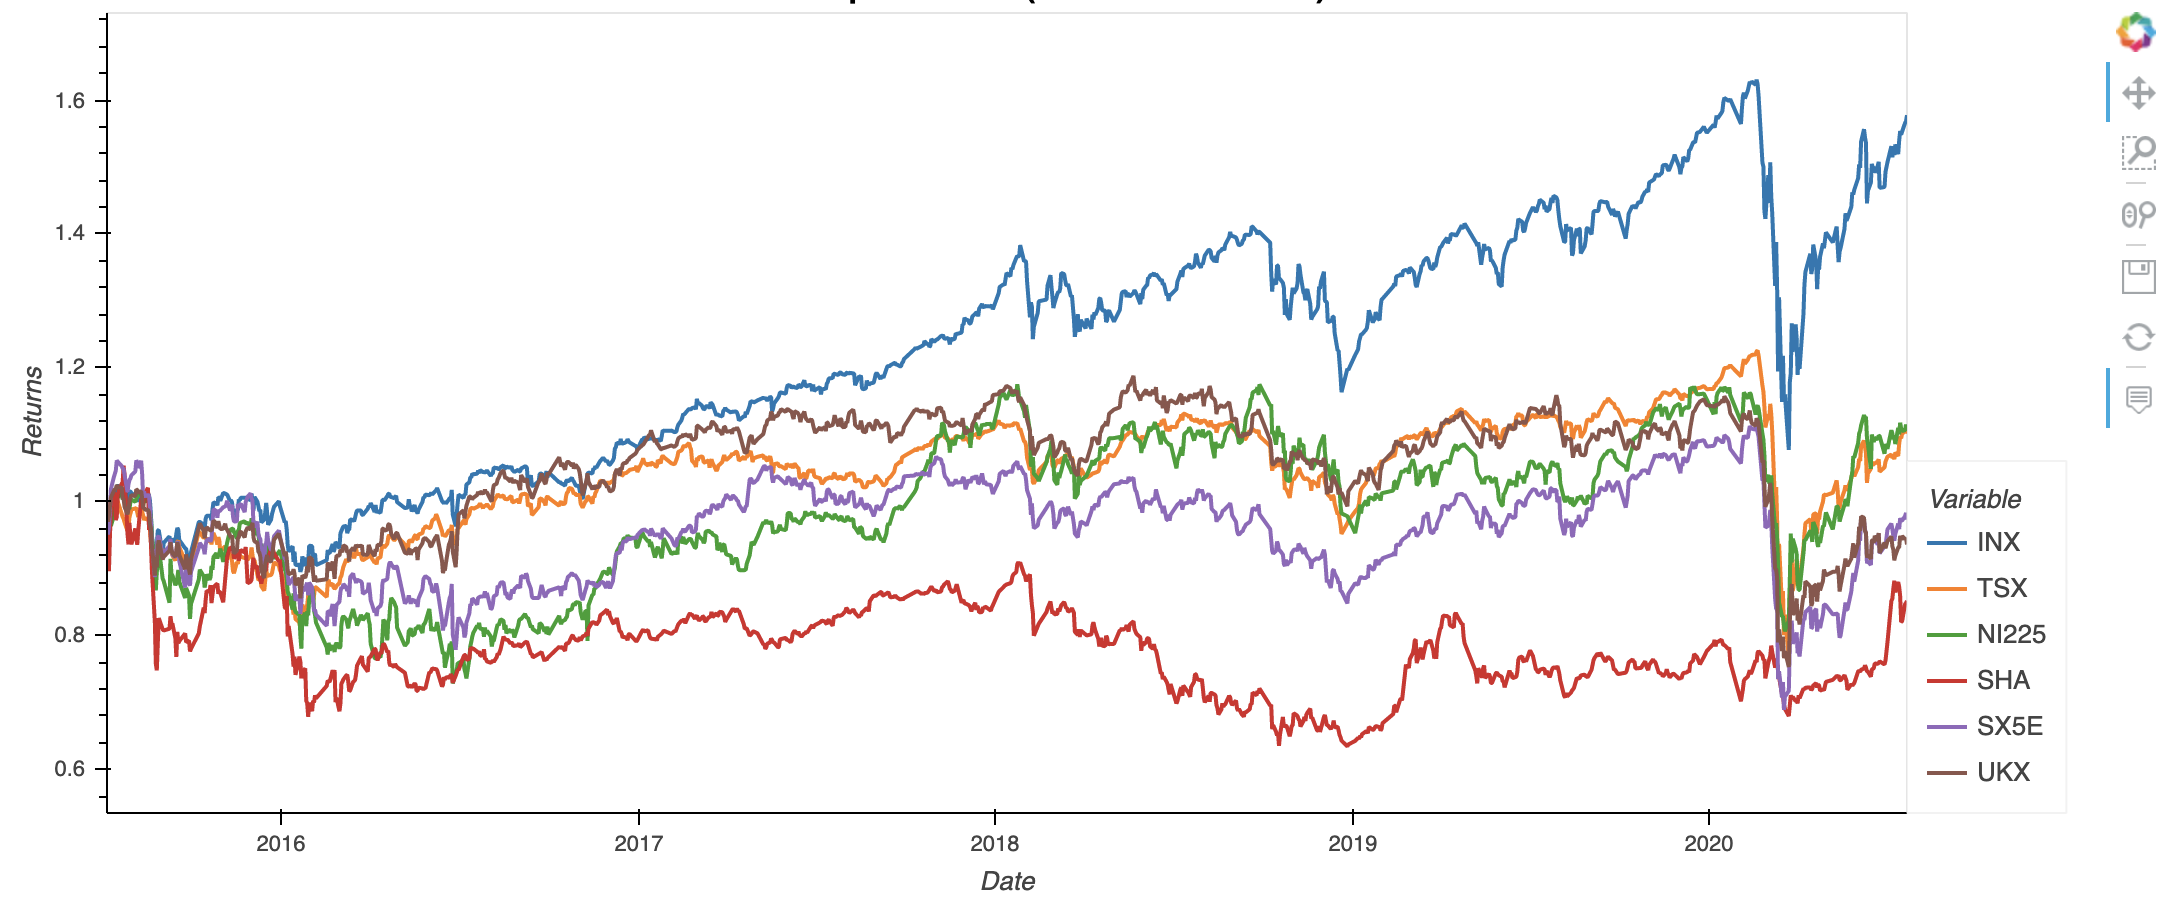 1.6
1.4
1.2
1
0.8
0.6
Returns
2016 2017 2018 2019 2020
Date
Variable
INX
TSX
NI225
SHA
SX5E
UKX